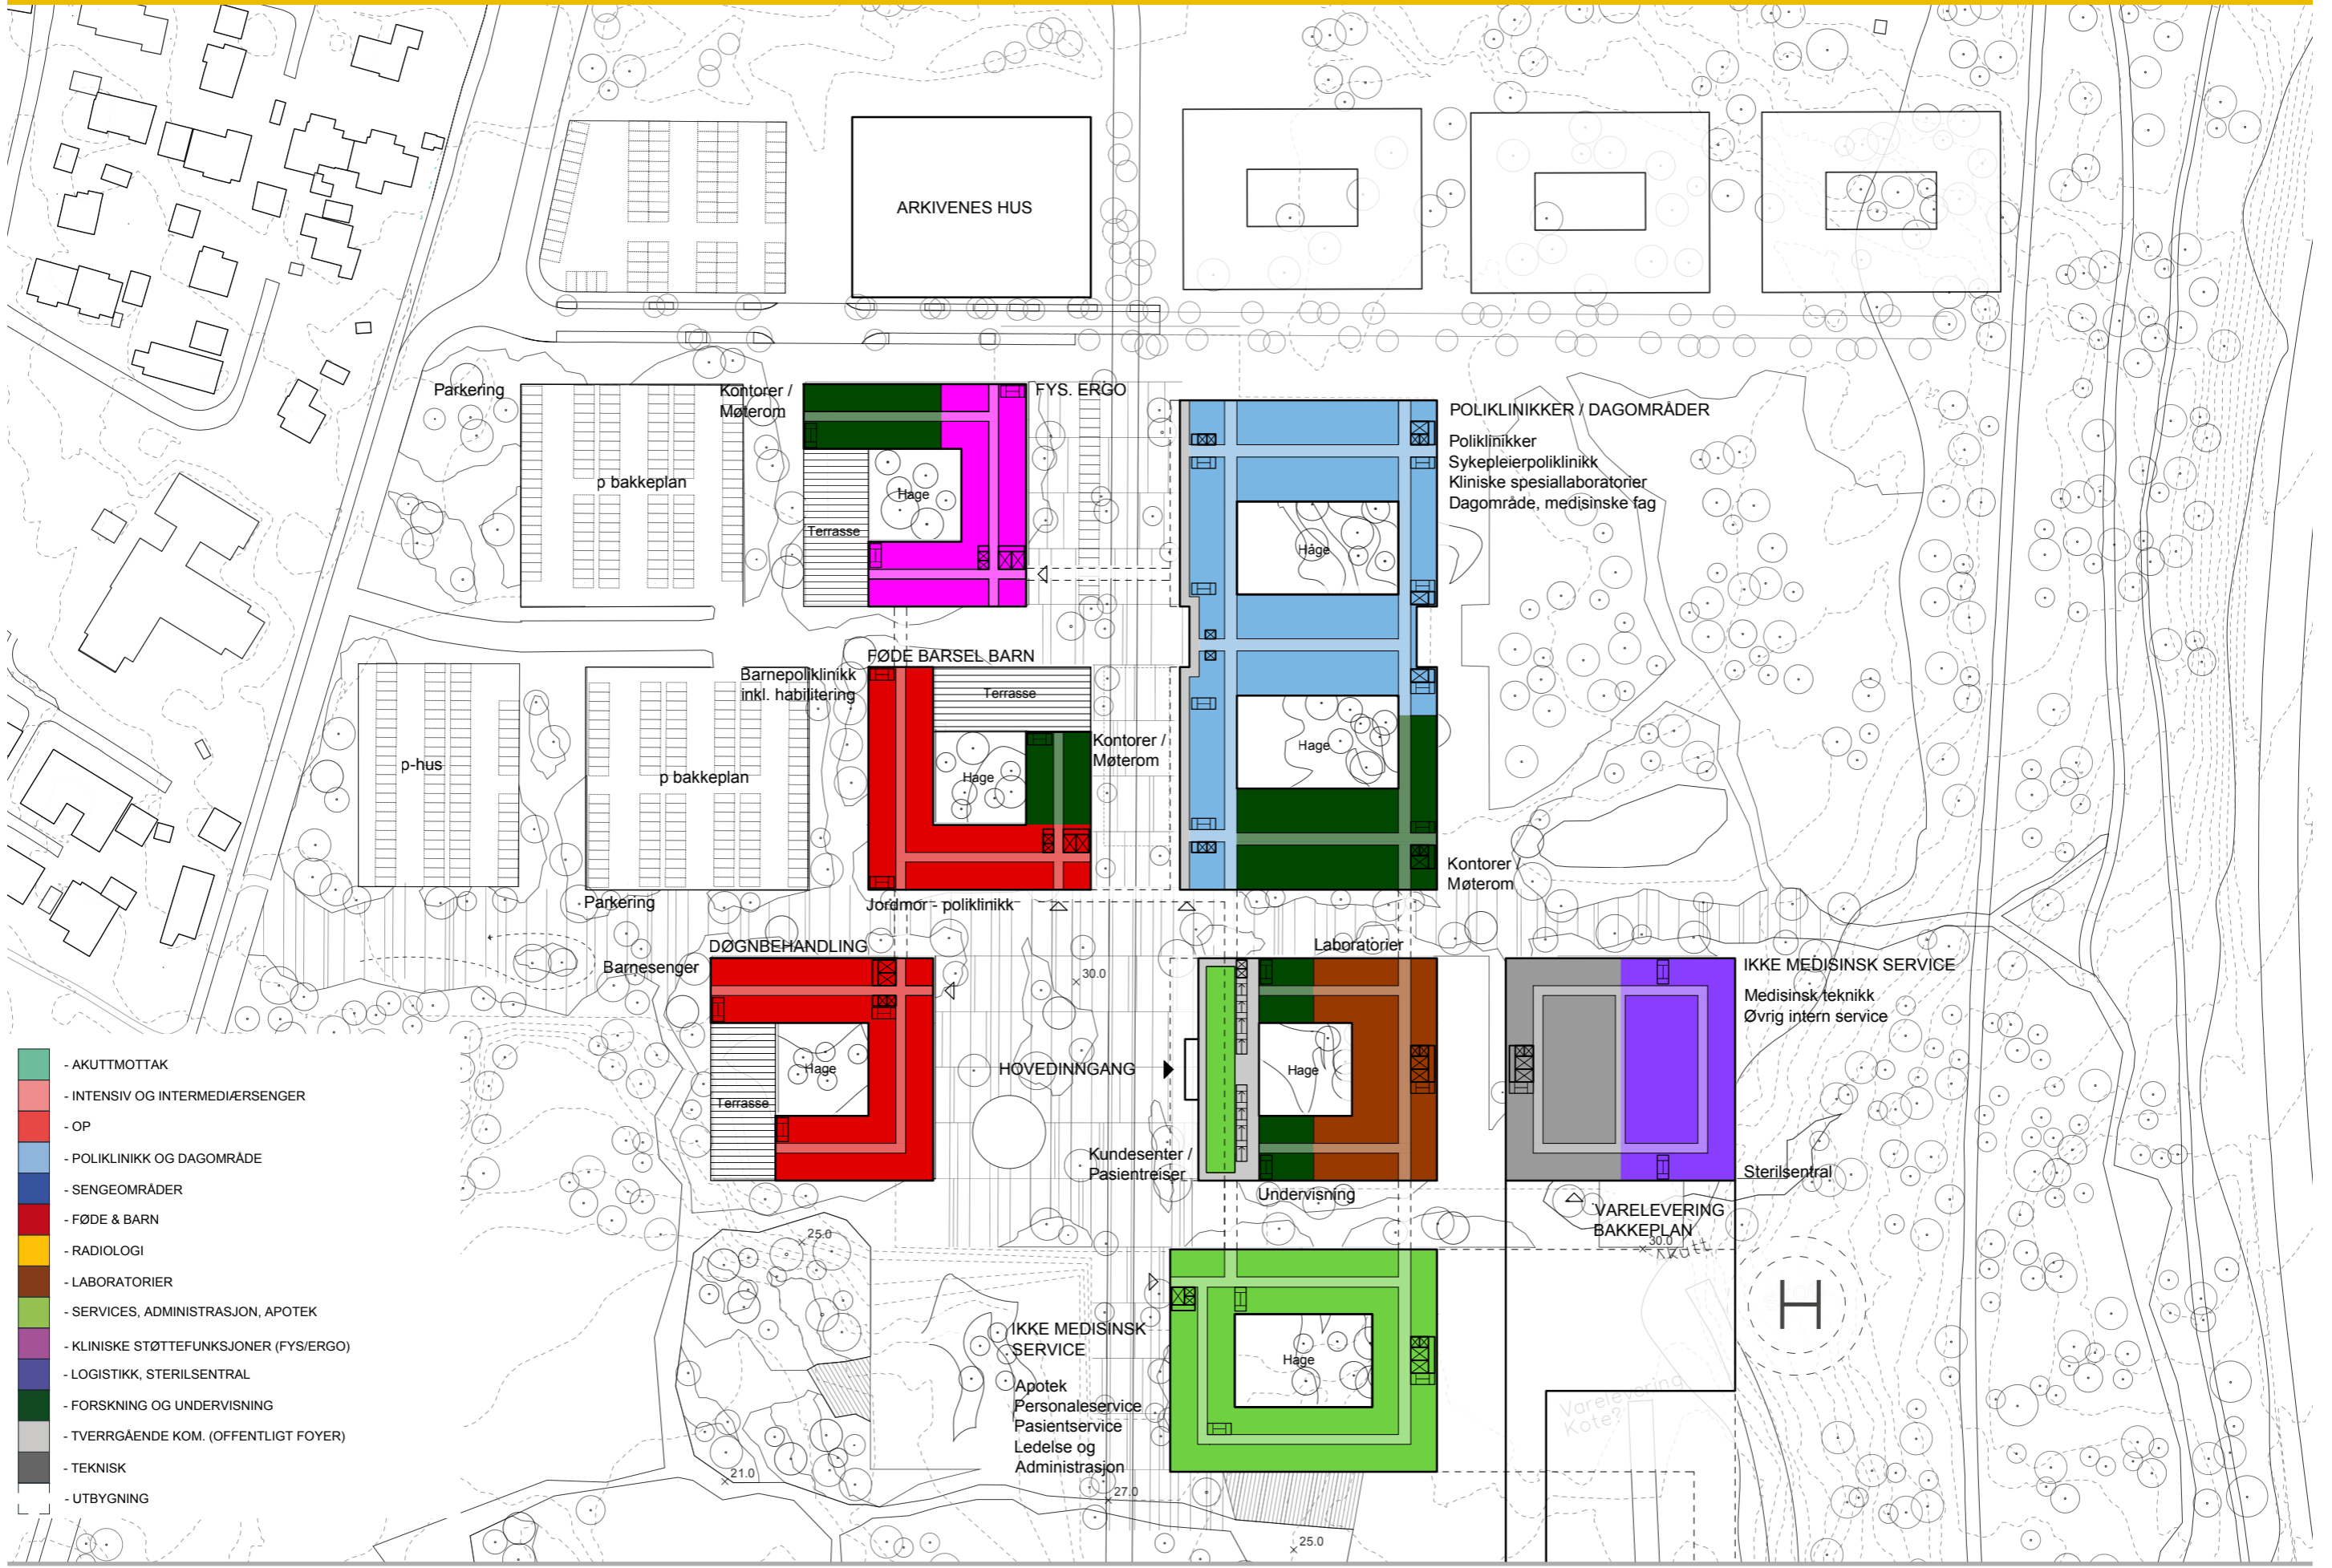 ARKIVENES HUS
Parkering
Kontorer /
Møterom
FYS. ERGO
p bakkeplan
Hage
Terrasse
POLIKLINIKKER / DAGOMRÅDER
Poliklinikker
Sykepleierpoliklinikk
Kliniske spesiallaboratorier
Dagområde, medisinske fag
Hage
FØDE BARSEL BARN
Barnepoliklinikk
inkl. habilitering
Terrasse
Kontorer /
Møterom
Hage
Hage
p-hus
p bakkeplan
Parkering
Jordmor - poliklinikk
Kontorer /
Møterom
DØGNBEHANDLING
Barnesenger
Hage
Terrasse
30.0
HOVEDINNGANG
Laboratorier
Hage
Kundesenter /
Pasientreiser
Undervisning
IKKE MEDISINSK SERVICE
Medisinsk teknikk
Øvrig intern service
Sterilsentral
VARELEVERING
BAKKEPLAN
30.0
Akutt
H
Varelevering
Kote?
25.0
21.0
IKKE MEDISINSK
SERVICE
Apotek
Personaleservice
Pasientservice
Ledelse og
Administrasjon
Hage
27.0
25.0
- AKUTTMOTTAK
- INTENSIV OG INTERMEDIÆRSENGER
- OP
- POLIKLINIKK OG DAGOMRÅDE
- SENGEOMRÅDER
- FØDE & BARN
- RADIOLOGI
- LABORATORIER
- SERVICES, ADMINISTRASJON, APOTEK
- KLINISKE STØTTEFUNKSJONER (FYS/ERGO)
- LOGISTIKK, STERILSENTRAL
- FORSKNING OG UNDERVISNING
- TVERRGÅENDE KOM. (OFFENTLIGT FOYER)
- TEKNISK
- UTBYGNING